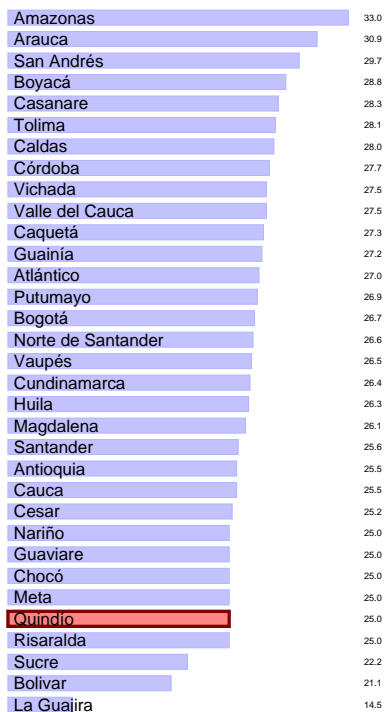 Amazonas 33.0
Arauca 30.9
San Andrés 29.7
Boyacá 28.8
Casanare 28.3
Tolima 28.1
Caldas 28.0
Córdoba 27.7
Vichada 27.5
Valle del Cauca 27.5
Caquetá 27.3
Guainía 27.2
Atlántico 27.0
Putumayo 26.9
Bogotá 26.7
Norte de Santander 26.6
Vaupés 26.5
Cundinamarca 26.4
Huila 26.3
Magdalena 26.1
Santander 25.6
Antioquia 25.5
Cauca 25.5
Cesar 25.2
Nariño 25.0
Guaviare 25.0
Chocó 25.0
Meta 25.0
Quindío 25.0
Risaralda 25.0
Sucre 22.2
Bolivar 21.1
La Guajira 14.5